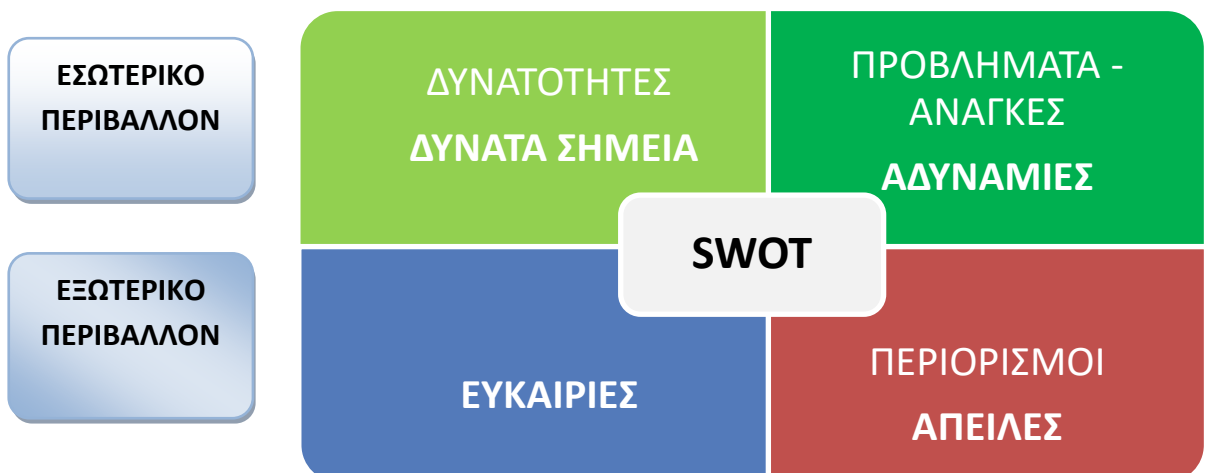 ΕΣΩΤΕΡΙΚΟ
ΠΕΡΙΒΑΛΛΟΝ
ΔΥΝΑΤΟΤΗΤΕΣ
ΔΥΝΑΤΑ ΣΗΜΕΙΑ
ΠΡΟΒΛΗΜΑΤΑ -
ΑΝΑΓΚΕΣ
ΑΔΥΝΑΜΙΕΣ
SWOT
ΕΞΩΤΕΡΙΚΟ
ΠΕΡΙΒΑΛΛΟΝ
ΕΥΚΑΙΡΙΕΣ
ΠΕΡΙΟΡΙΣΜΟΙ
ΑΠΕΙΛΕΣ